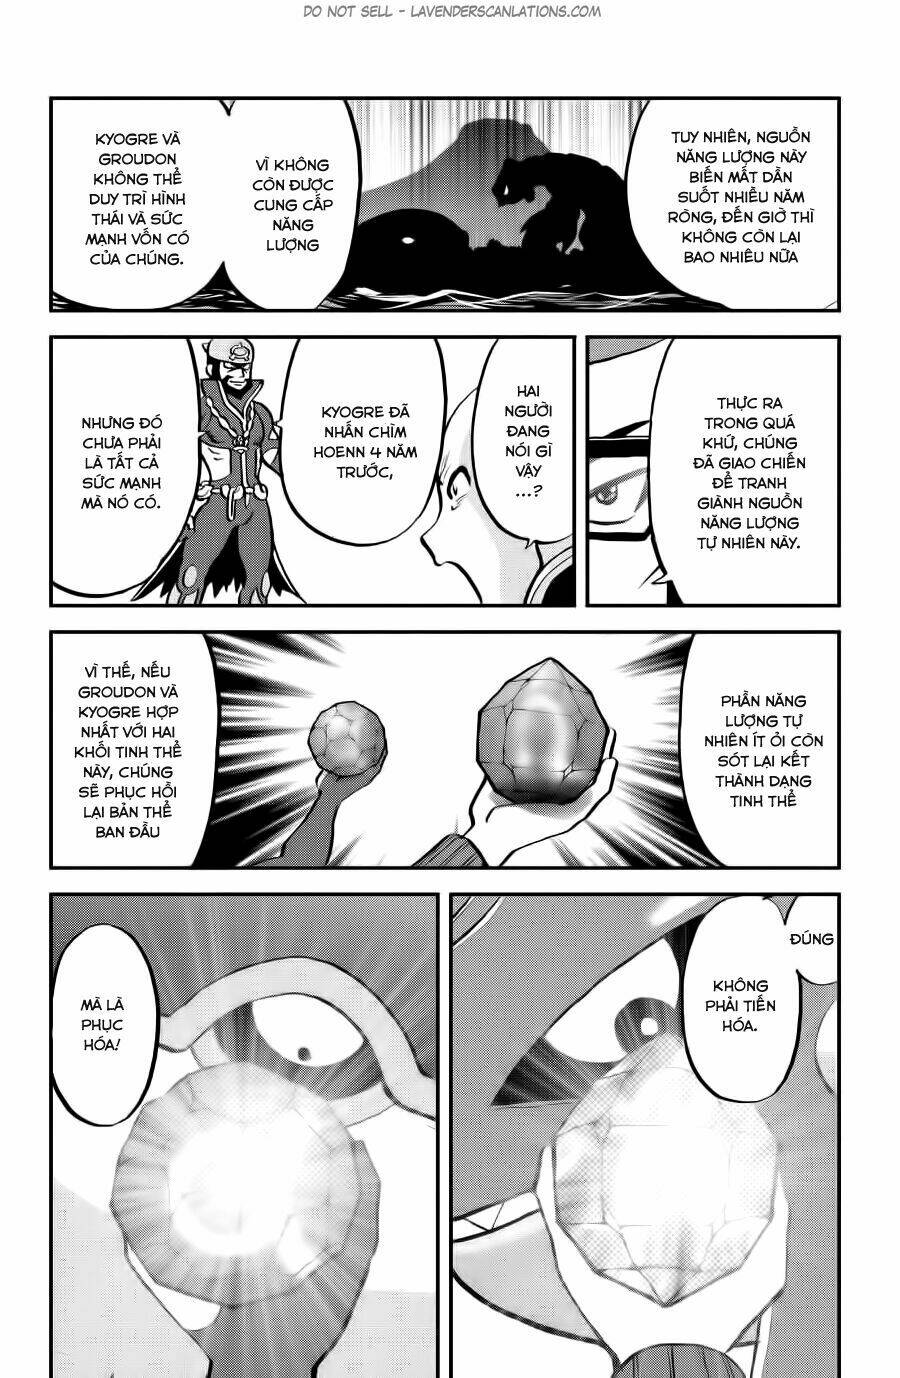 DO NOT SELL - LAVENDERSCANLATIONS.COM
TUY NHIÊN, NGUỒN
NĂNG LƯỢNG NÀY
BIẾN MẤT DẦN
SUỐT NHIỀU NĂM
RÒNG, ĐẾN GIỜ THÌ
KHÔNG CÒN LẠI
BAO NHIÊU NỮA
VÌ KHÔNG
CÒN ĐƯỢC
CUNG CẤP
NĂNG
LƯỢNG
KYOGRE VÀ
GROUDON
KHÔNG THỂ
DUY TRÌ HÌNH
THÁI VÀ SỨC
MẠNH VỐN CÓ
CỦA CHÚNG.
THỰC RA
TRONG QUÁ
KHỨ, CHÚNG
ĐÃ GIAO CHIẾN
ĐỂ TRANH
GIÀNH NGUỒN
NĂNG LƯỢNG
TỰ NHIÊN NÀY.
HAI
NGƯỜI
ĐANG
NÓI GÌ
VẬY
...?
KYOGRE ĐÃ
NHẤN CHÌM
HOENN 4 NĂM
TRƯỚC,
NHƯNG ĐÓ
CHƯA PHẢI
LÀ TẤT CẢ
SỨC MẠNH
MÀ NÓ CÓ.
PHẦN NĂNG
LƯỢNG TỰ
NHIÊN ÍT ỎI CÒN
SÓT LẠI KẾT
THÀNH DẠNG
TINH THỂ
VÌ THẾ, NẾU
GROUDON VÀ
KYOGRE HỢP
NHẤT VỚI HAI
KHỐI TINH THỂ
NÀY, CHÚNG
SẼ PHỤC HỒI
LẠI BẢN THỂ
BAN ĐẦU
ĐÚNG
KHÔNG
PHẢI TIẾN
HÓA.
MÀ LÀ
PHỤC
HÓA!